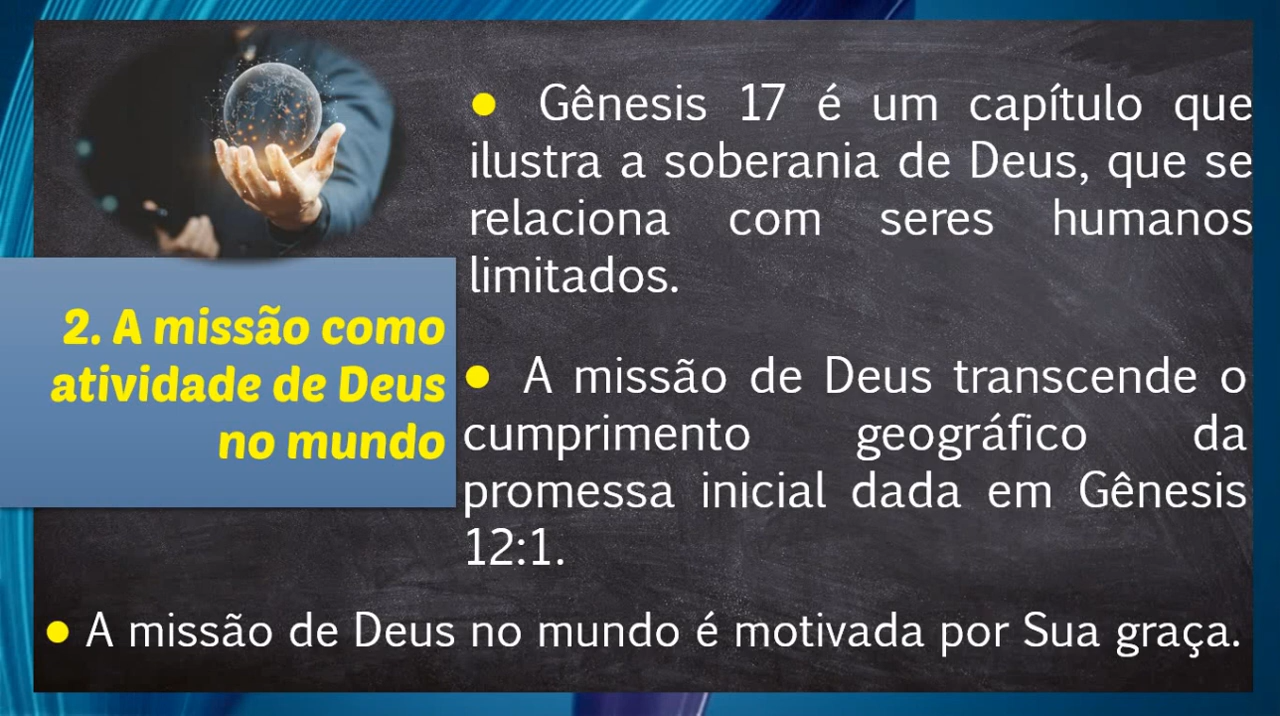 2. A missão como
atividade de Deus
no mundo
● Gênesis 17 é um capítulo que
ilustra a soberania de Deus, que se
relaciona com seres humanos
limitados.
● A missão de Deus transcende o
cumprimento geográfico da
promessa inicial dada em Gênesis
12:1.
● A missão de Deus no mundo é motivada por Sua graça.